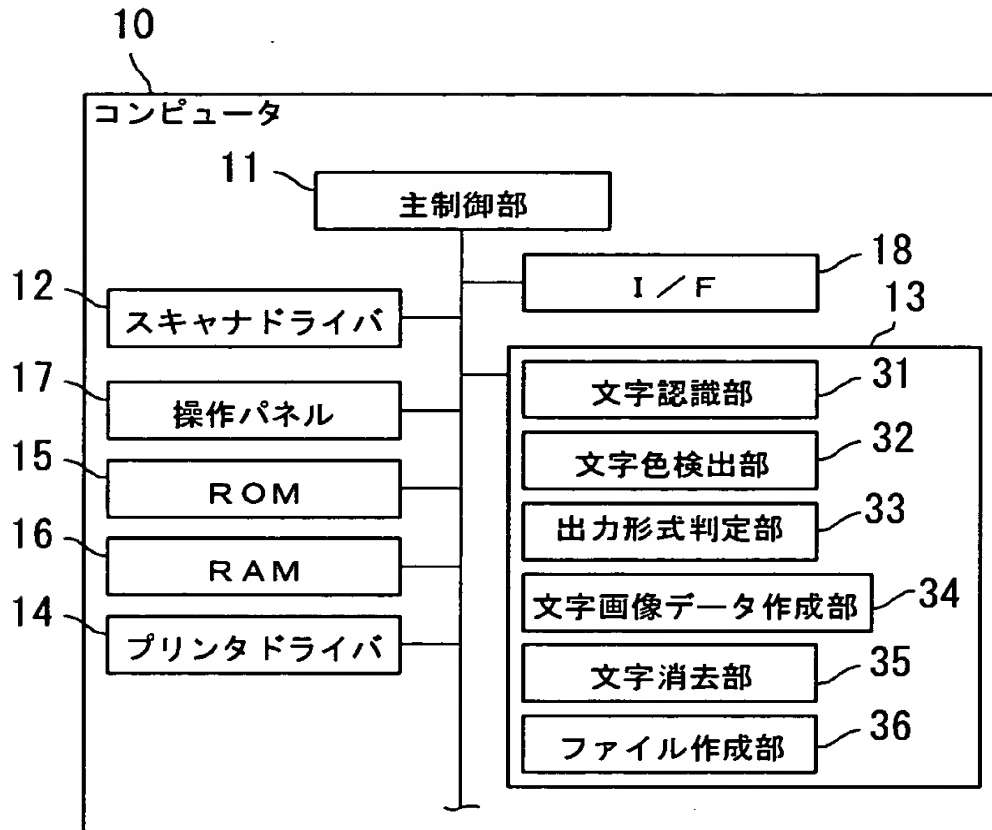 10
コンピュータ
11
主制御部
18
I／F
12
スキャナドライバ
13
17
操作パネル
文字認識部
31
15
ROM
文字色検出部
32
16
RAM
出力形式判定部
33
14
プリンタドライバ
文字画像データ作成部
34
文字消去部
35
ファイル作成部
36